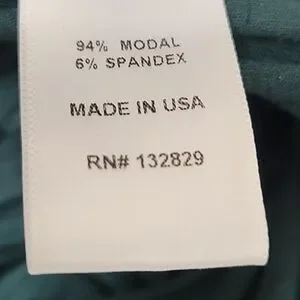 94% MODAL
6% SPANDEX
MADE IN USA
RN# 132829